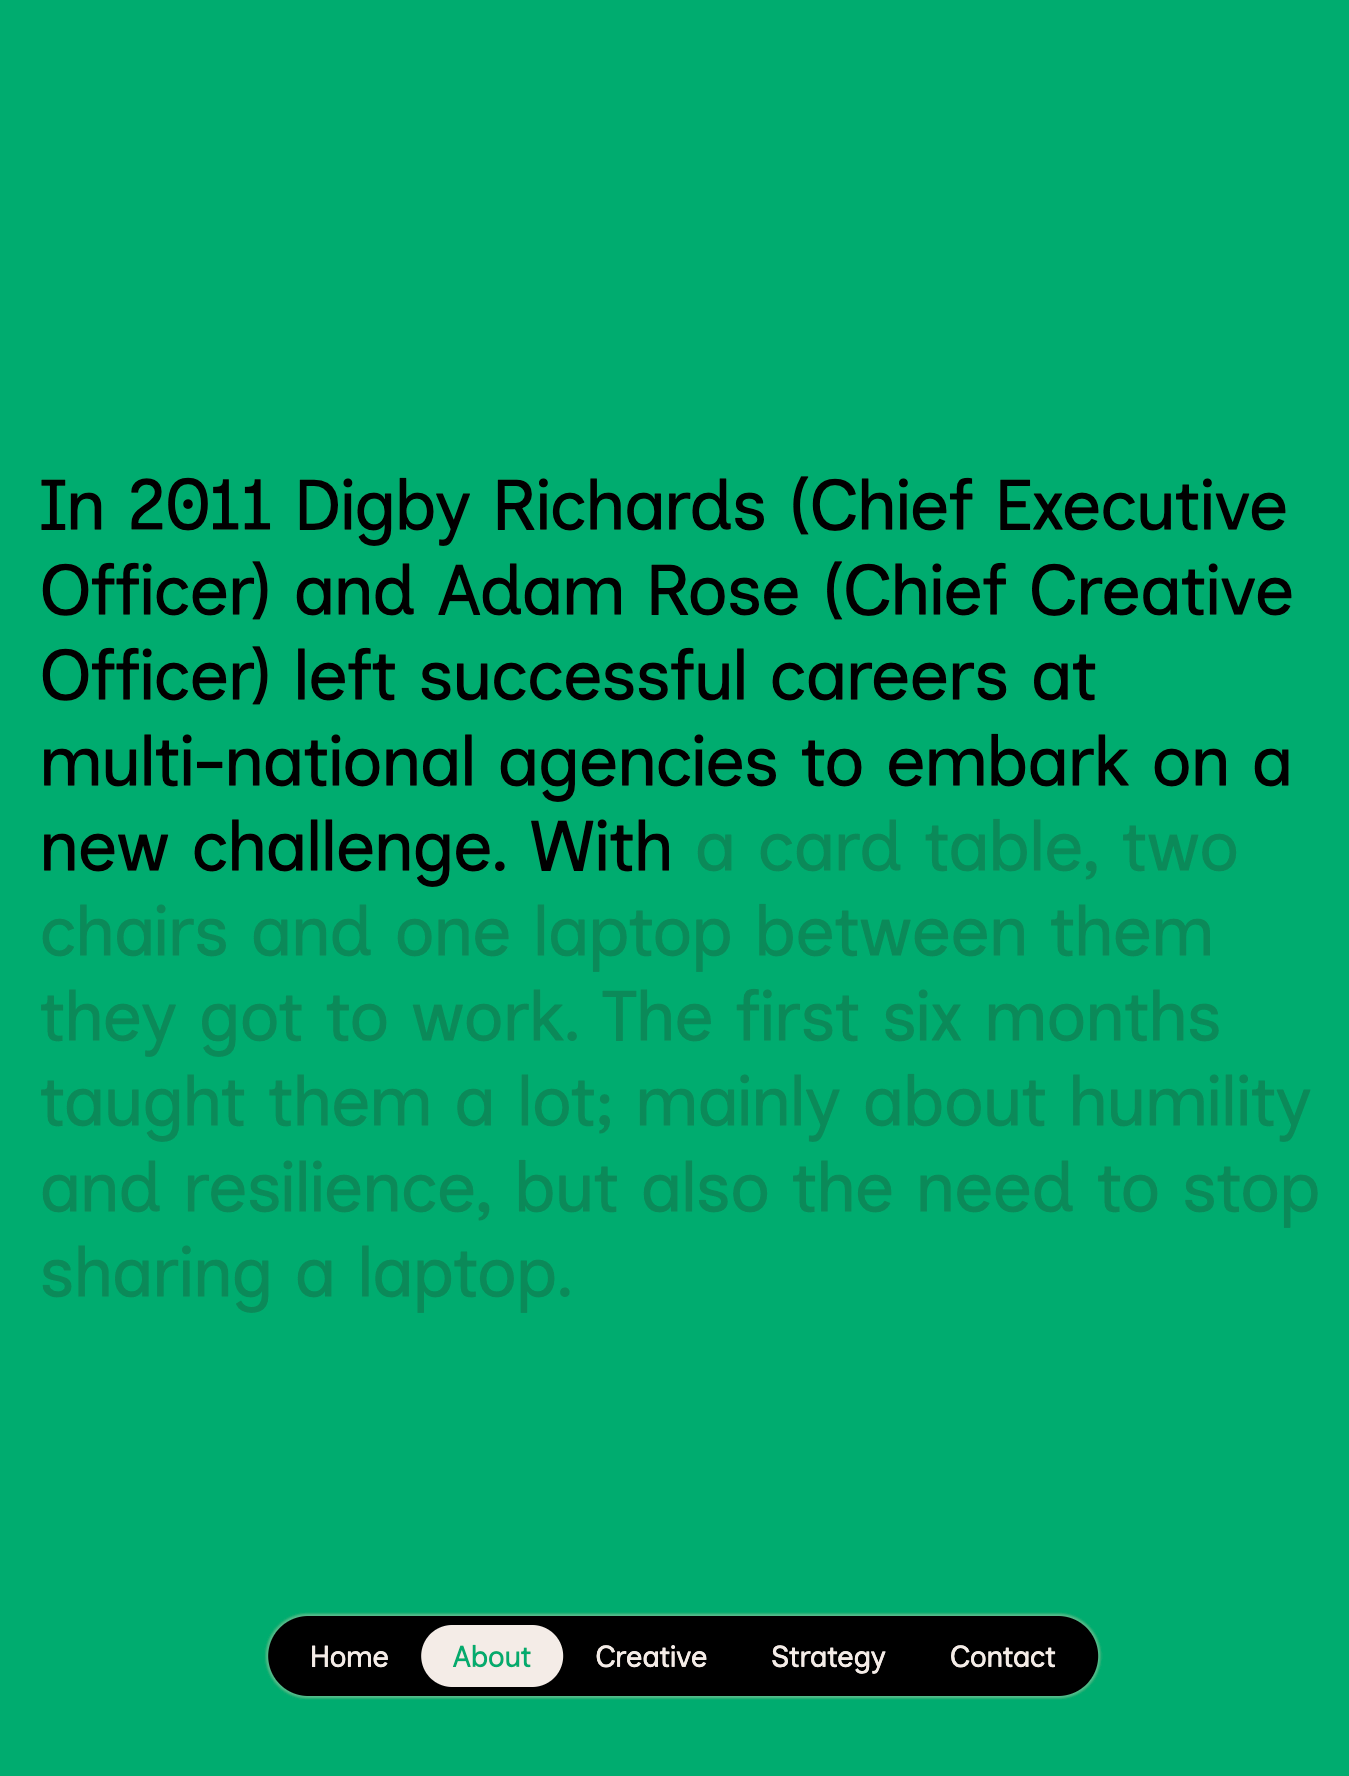 In 2011 Digby Richards (Chief Executive
Officer) and Adam Rose (Chief Creative
Officer) left successful careers at
multi-national agencies to embark on a
new challenge. With a card table, two
chairs and one laptop between them
they got to work. The first six months
taught them a lot; mainly about humility
and resilience, but also the need to stop
sharing a laptop.
Home About Creative Strategy Contact